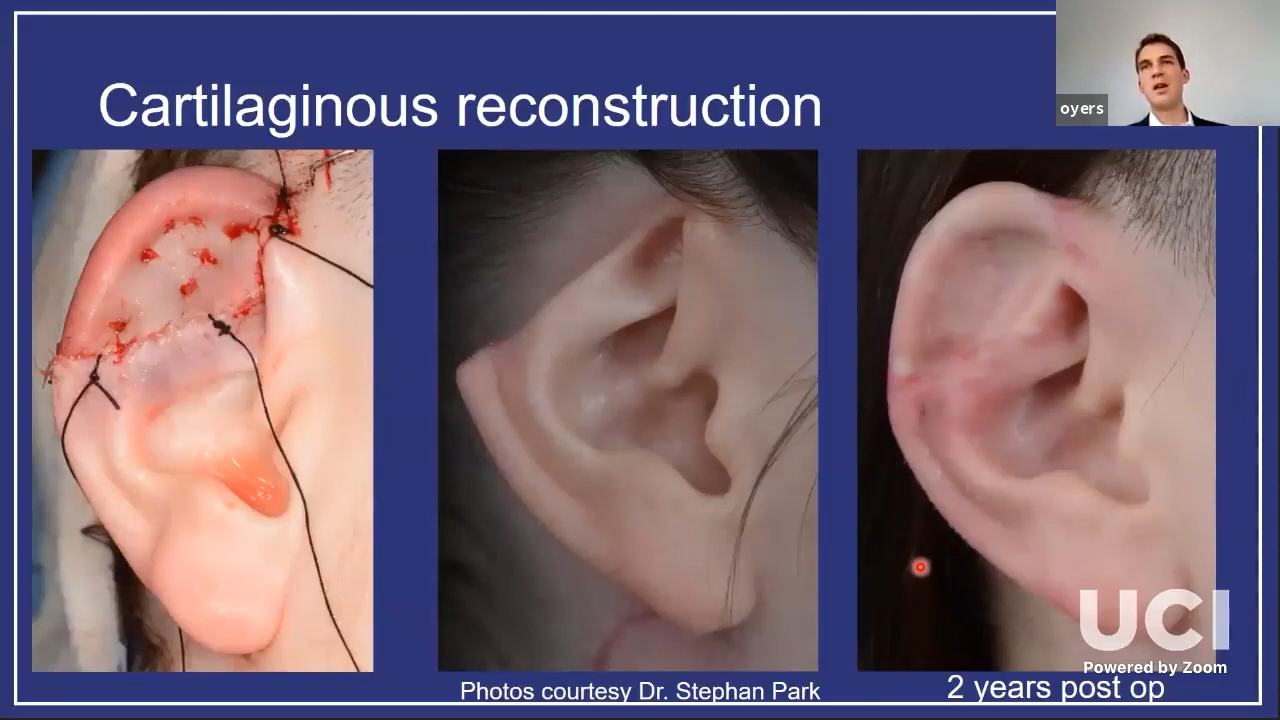 Cartilaginous reconstruction
oyers
UCI
Powered by Zoom
Photos courtesy Dr. Stephan Park
2 years post op